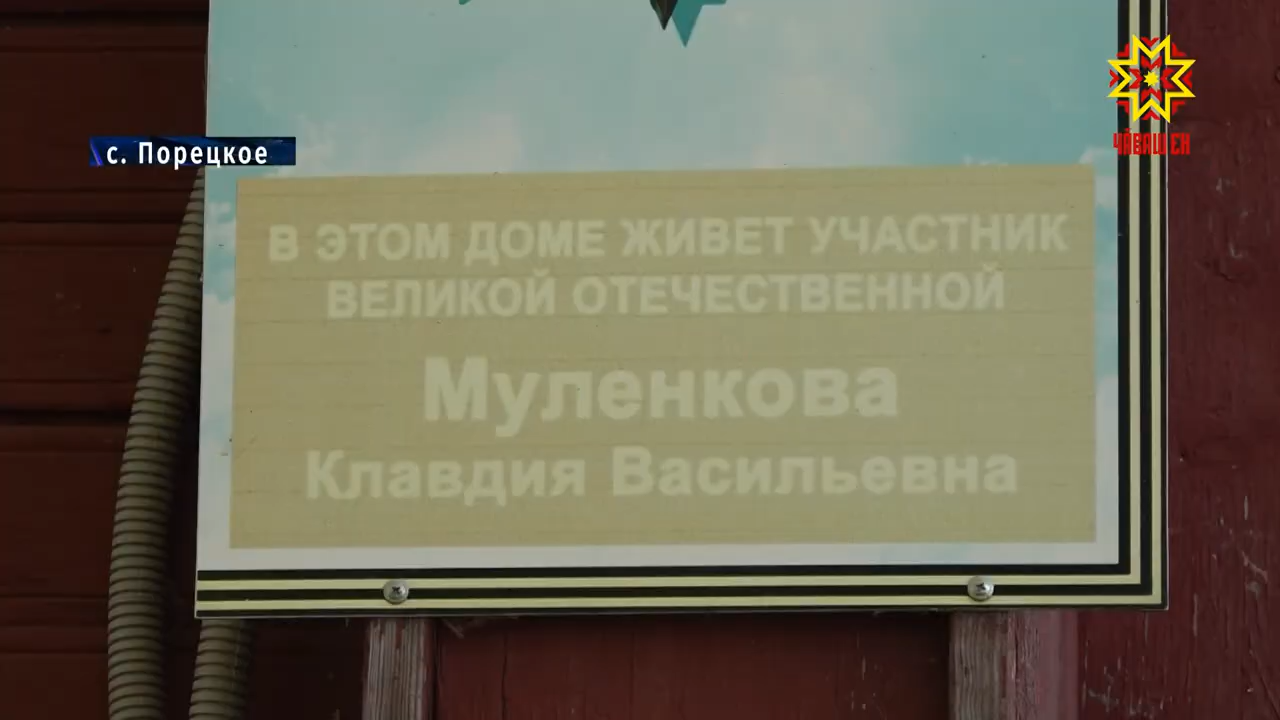 с. Порецкое
ЧӐВАШ ЕН
В ЭТОМ ДОМЕ ЖИВЕТ УЧАСТНИК
ВЕЛИКОЙ ОТЕЧЕСТВЕННОЙ
Муленкова
Клавдия Васильевна